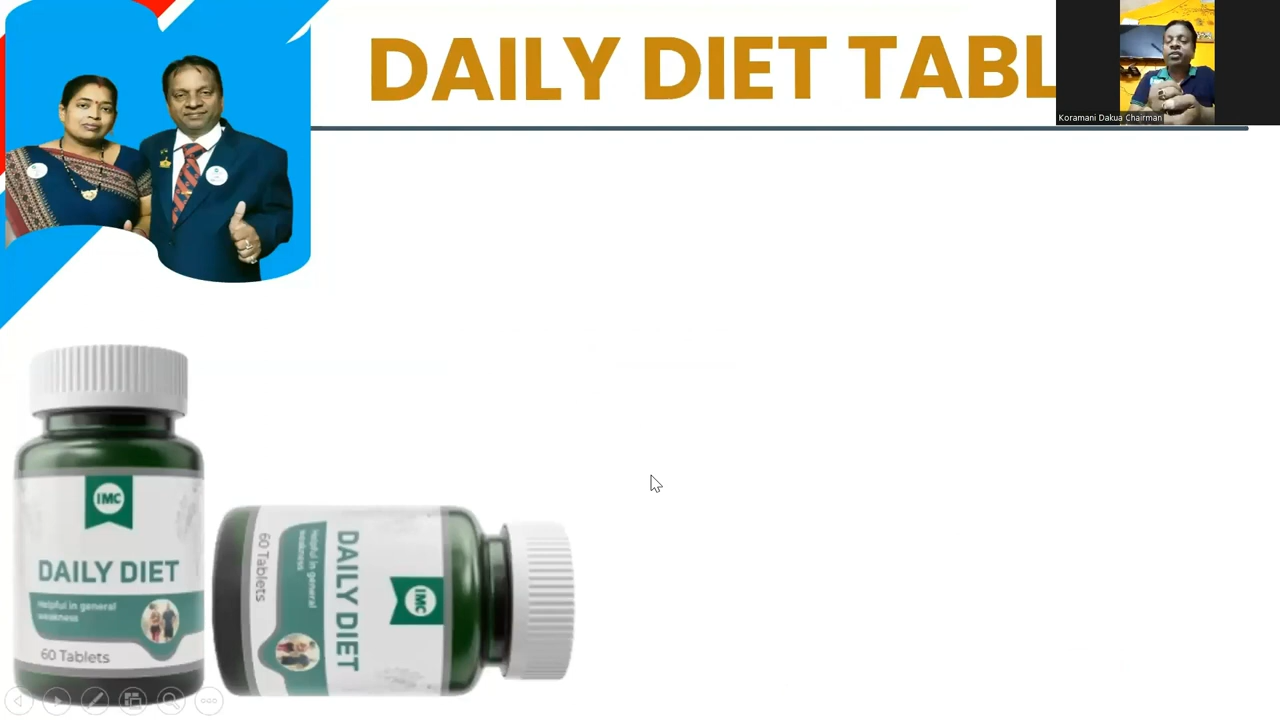 DAILY DIET TABL
Koramani Dakua Chairman
IMC
DAILY DIET
Helpful in general
weakness
60 Tablets
IMC
DAILY DIET
Helpful in general
weakness
60 Tablets